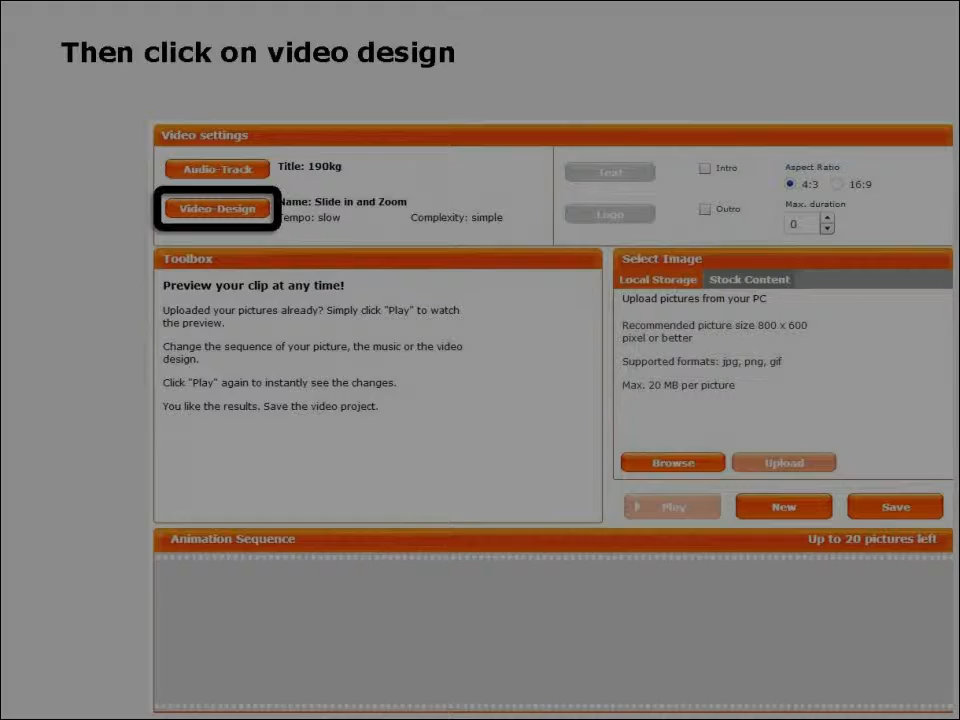 Then click on video design
Video settings
Audio-Track
Title: 190kg
Video-Design
Name: Slide in and Zoom
Tempo: slow
Complexity: simple
Text
Logo
Intro
Outro
Aspect Ratio
4:3
16:9
Max. duration
0
Toolbox
Preview your clip at any time!
Uploaded your pictures already? Simply click "Play" to watch
the preview.
Change the sequence of your picture, the music or the video
design.
Click "Play" again to instantly see the changes.
You like the results. Save the video project.
Select Image
Local Storage
Stock Content
Upload pictures from your PC
Recommended picture size 800 x 600
pixel or better
Supported formats: jpg, png, gif
Max. 20 MB per picture
Browse
Upload
Play
New
Save
Animation Sequence
Up to 20 pictures left